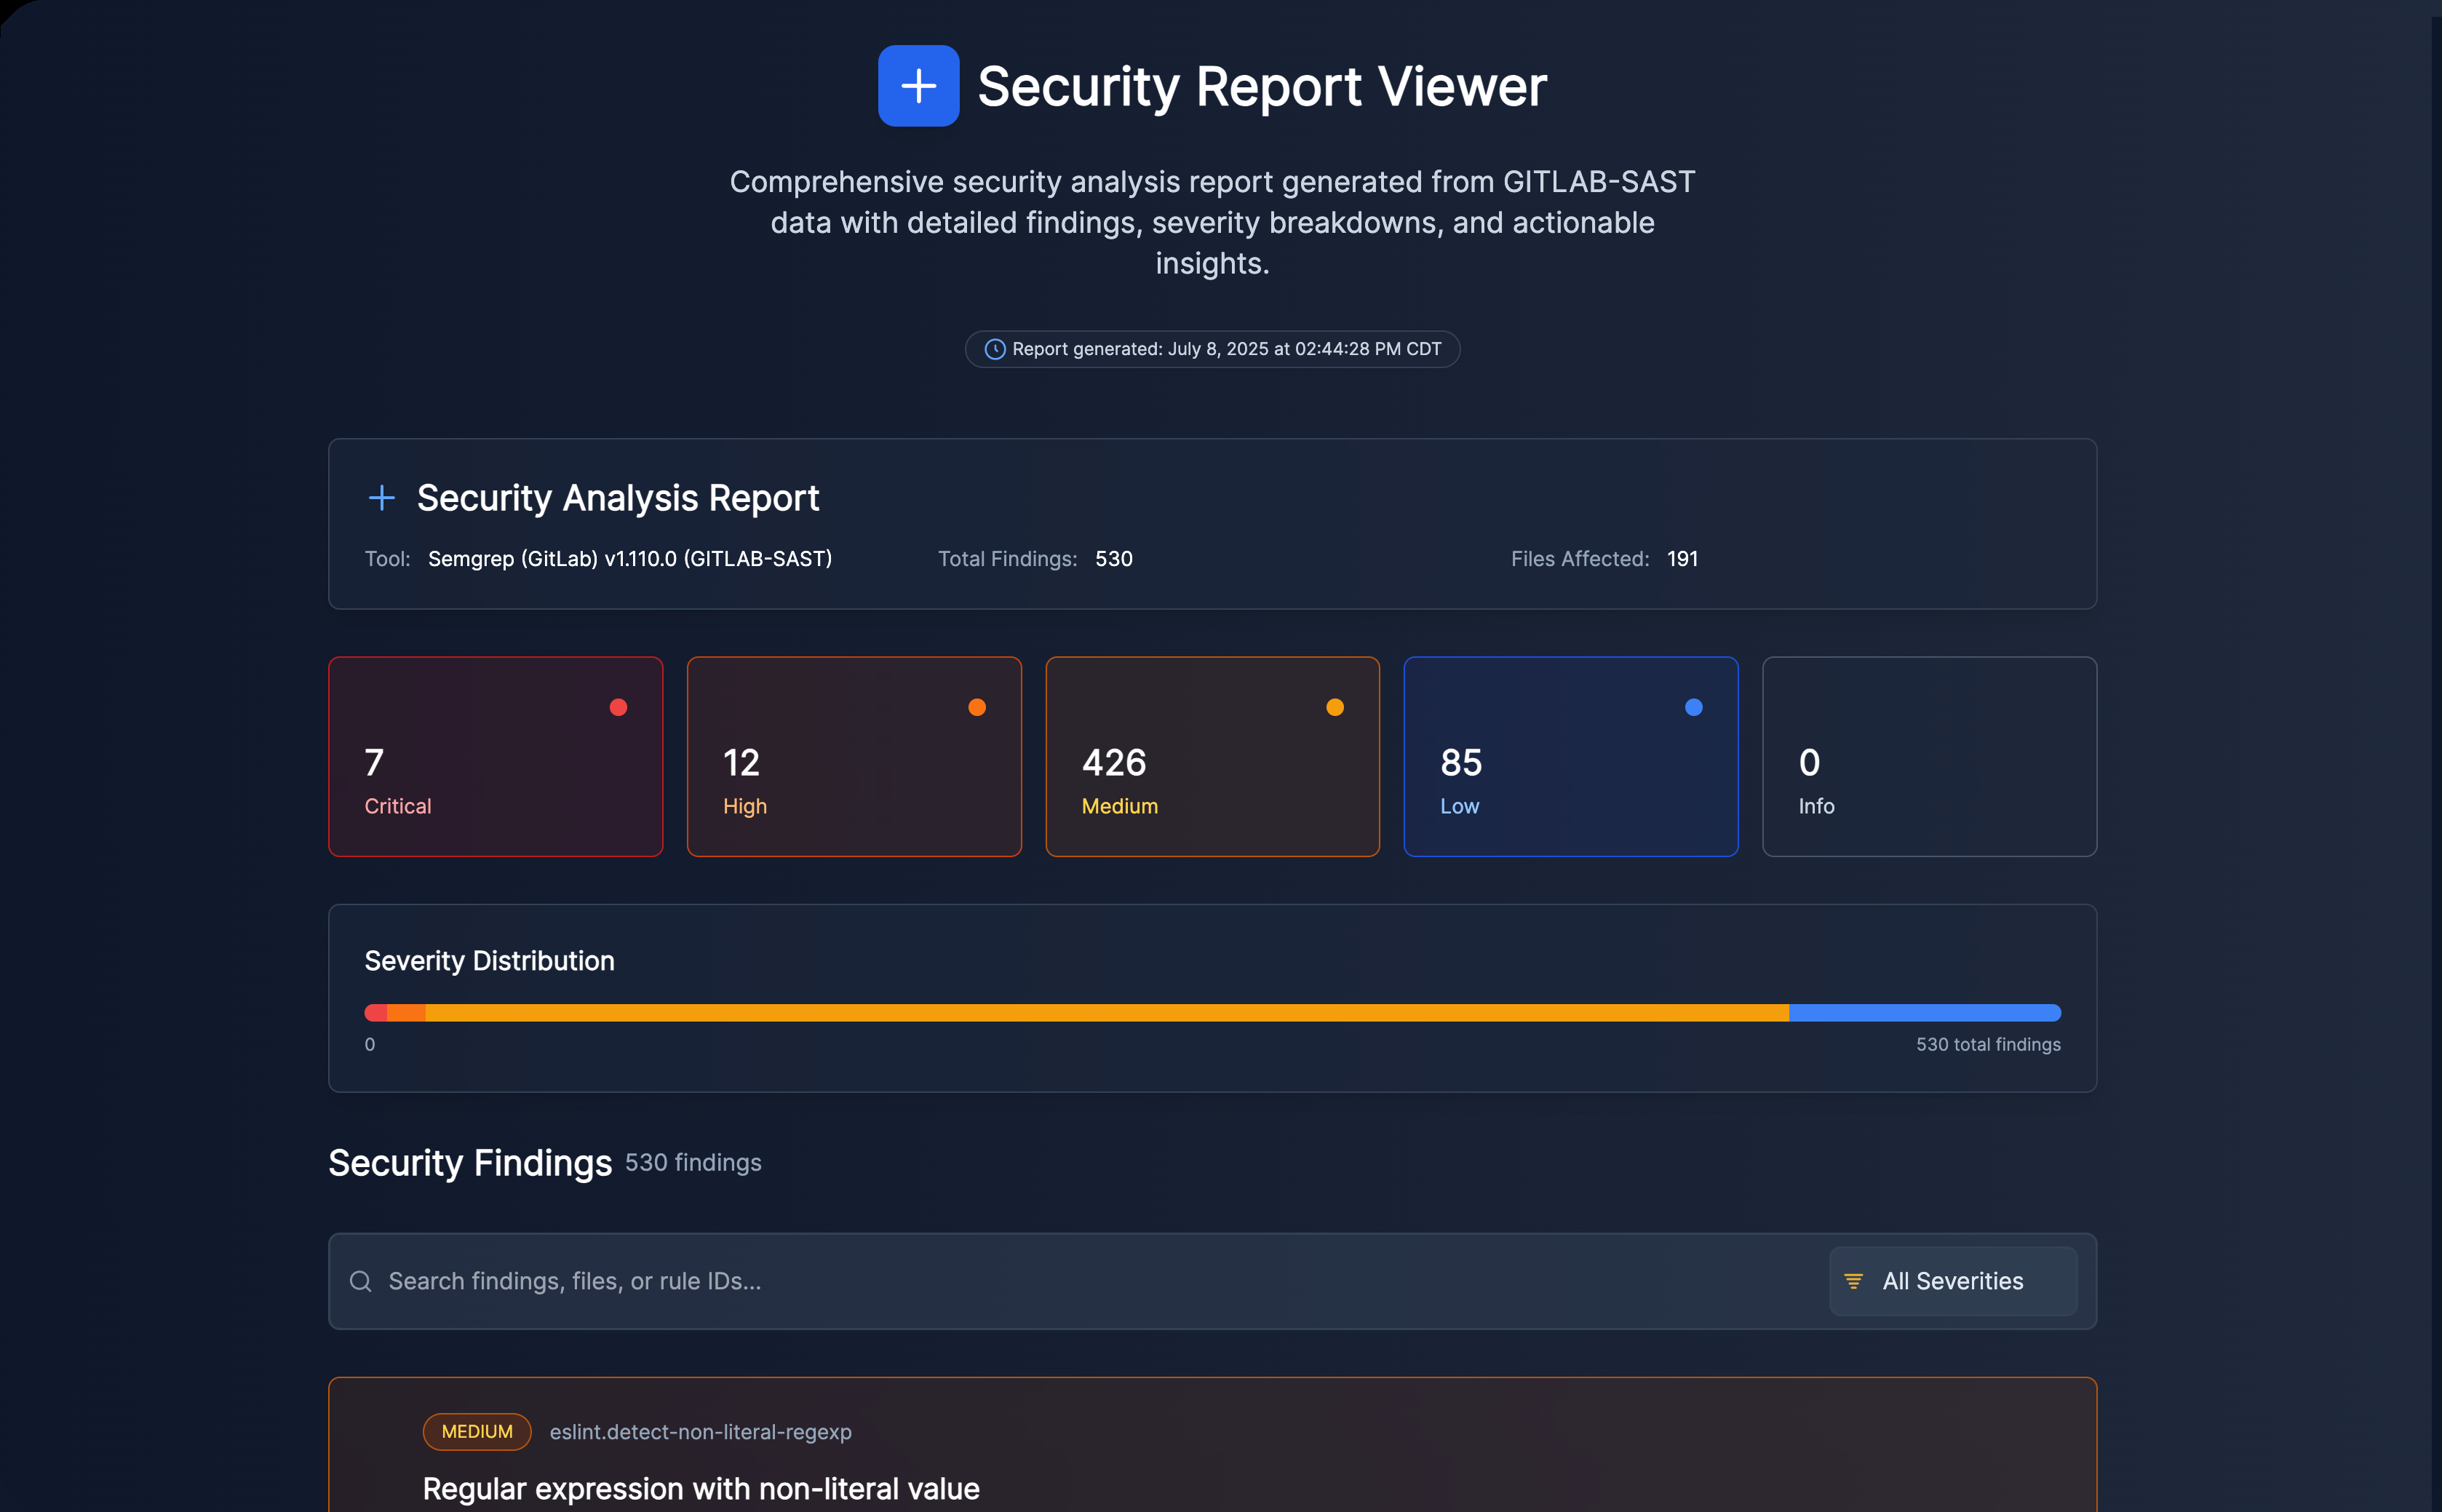 Security Report Viewer
Comprehensive security analysis report generated from GITLAB-SAST
data with detailed findings, severity breakdowns, and actionable
insights.
Report generated: July 8, 2025 at 02:44:28 PM CDT
Security Analysis Report
Tool: Semgrep (GitLab) v1.110.0 (GITLAB-SAST)
Total Findings: 530
Files Affected: 191
7
Critical
12
High
426
Medium
85
Low
0
Info
Severity Distribution
0
530 total findings
Security Findings 530 findings
Search findings, files, or rule IDs...
All Severities
MEDIUM eslint.detect-non-literal-regexp
Regular expression with non-literal value